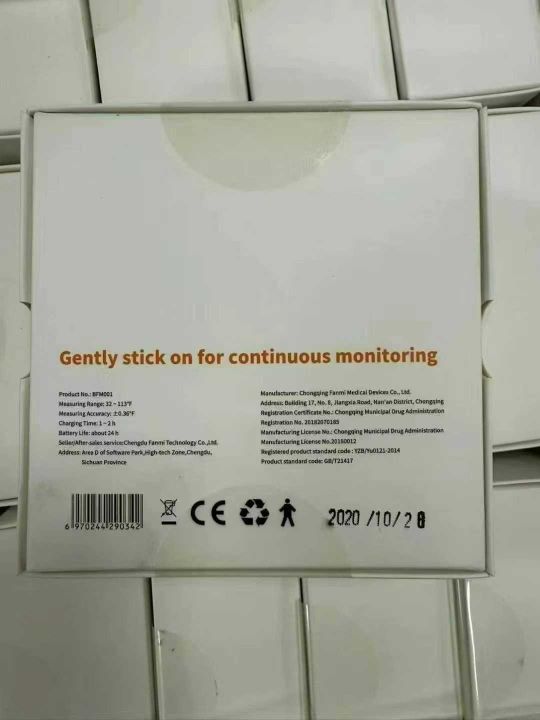 Gently stick on for continuous monitoring
Product No.: BFM001
Measuring Range: 32 ~ 113°F
Measuring Accuracy: ±0.36°F
Charging Time: 1 ~ 2 h
Battery Life: about 24 h
Seller/After-sales service:Chengdu Fanmi Technology Co.,Ltd.
Address: Area D of Software Park,High-tech Zone,Chengdu,
Sichuan Province
Manufacturer: Chongqing Fanmi Medical Devices Co., Ltd.
Address: Building 17, No. 8, Jiangxia Road, Nan'an District, Chongqing
Registration Certificate No.: Chongqing Municipal Drug Administration
Registration No. 20182070185
Manufacturing License No.: Chongqing Municipal Drug Administration
Manufacturing License No.20160012
Registered product standard code : YZB/Yu0121-2014
Product standard code: GB/T21417
6 970244 290342
CE
2020 /10/ 28